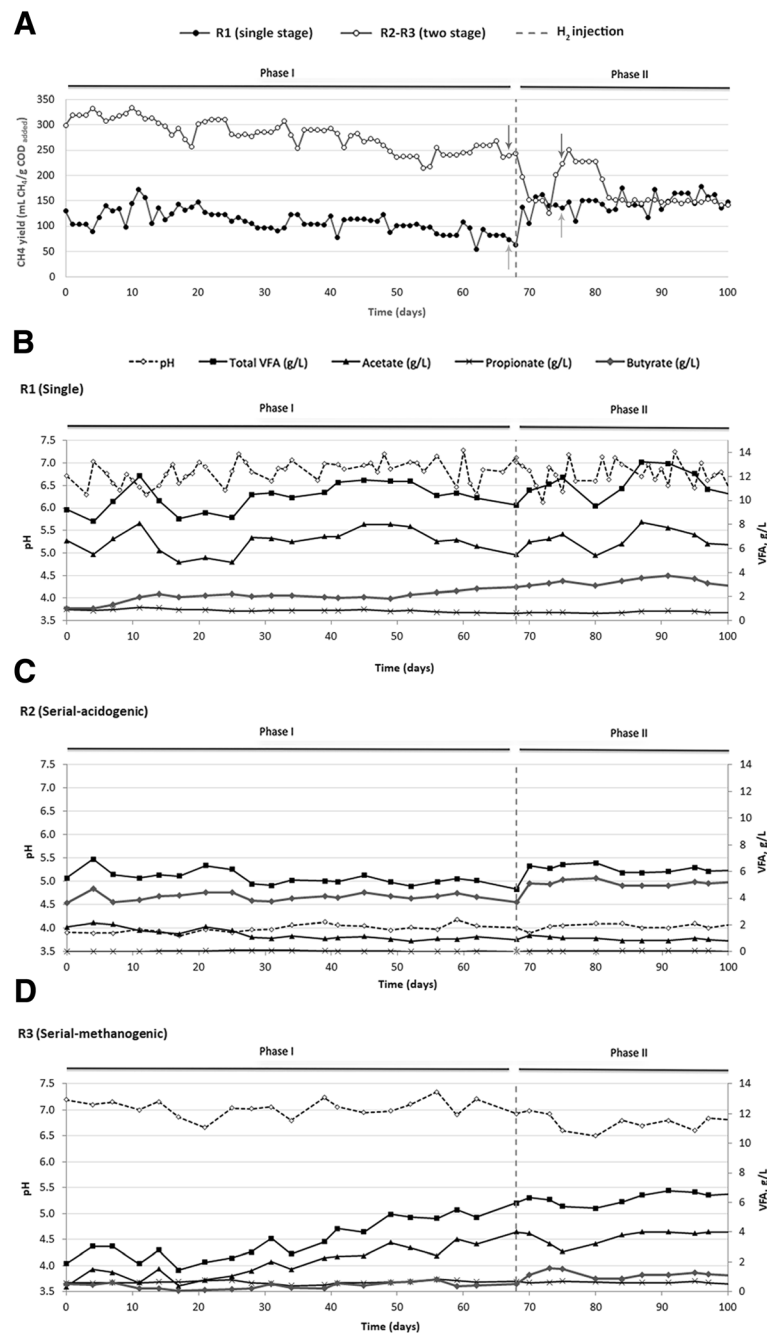 A
R1 (single stage) R2-R3 (two stage) H2 injection
Phase I Phase II
CH4 yield (mL CH4/g COD added)
350
300
250
200
150
100
50
0
0 10 20 30 40 50 60 70 80 90 100
Time (days)
B
pH Total VFA (g/L) Acetate (g/L) Propionate (g/L) Butyrate (g/L)
R1 (Single)
Phase I Phase II
7.5
7.0 14
6.5 12
6.0 10
5.5 8
5.0 6
4.5 4
4.0 2
3.5 0
pH
VFA, g/L
0 10 20 30 40 50 60 70 80 90 100
Time (days)
C
R2 (Serial-acidogenic)
Phase I Phase II
7.5 14
7.0 12
6.5 10
6.0 8
5.5 6
5.0 4
4.5 2
4.0 0
3.5
pH
VFA, g/L
0 10 20 30 40 50 60 70 80 90 100
Time (days)
D
R3 (Serial-methanogenic)
Phase I Phase II
7.5 14
7.0 12
6.5 10
6.0 8
5.5 6
5.0 4
4.5 2
4.0 0
3.5
pH
VFA, g/L
0 10 20 30 40 50 60 70 80 90 100
Time (days)